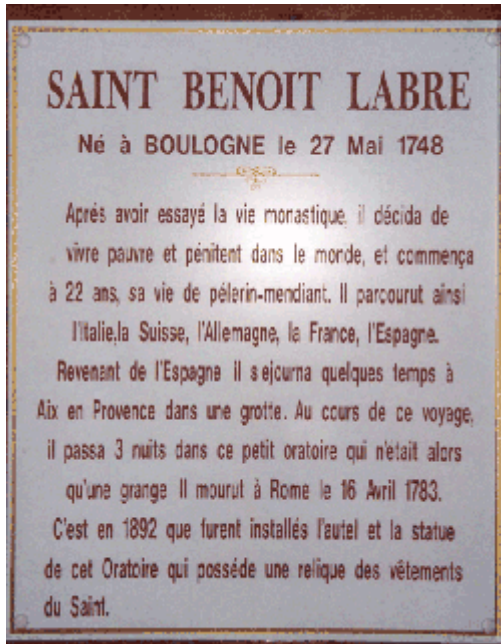 SAINT BENOIT LABRE
Né à BOULOGNE le 27 Mai 1748
Aprés avoir essayé la vie monastique, il décida de
vivre pauvre et pénitent dans le monde, et commença
à 22 ans, sa vie de pélerin-mendiant. Il parcourut ainsi
l'Italie,la Suisse, l'Allemagne, la France, l'Espagne.
Revenant de l'Espagne il séjourna quelques temps à
Aix en Provence dans une grotte. Au cours de ce voyage,
il passa 3 nuits dans ce petit oratoire qui n'était alors
qu'une grange Il mourut à Rome le 16 Avril 1783.
C'est en 1892 que furent installés l'autel et la statue
de cet Oratoire qui posséde une relique des vêtements
du Saint.